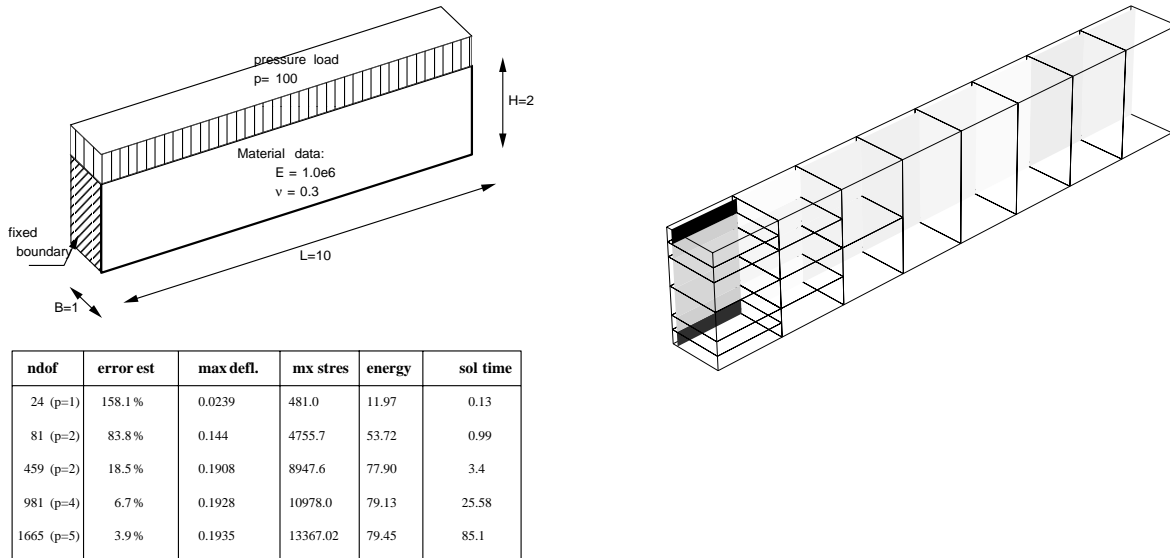 pressure load
p= 100
H=2
Material data:
E = 1.0e6
ν = 0.3
fixed
boundary
L=10
B=1
ndof error est max defl. mx stres energy sol time
24 (p=1) 158.1 % 0.0239 481.0 11.97 0.13
81 (p=2) 83.8 % 0.144 4755.7 53.72 0.99
459 (p=2) 18.5 % 0.1908 8947.6 77.90 3.4
981 (p=4) 6.7 % 0.1928 10978.0 79.13 25.58
1665 (p=5) 3.9 % 0.1935 13367.02 79.45 85.1